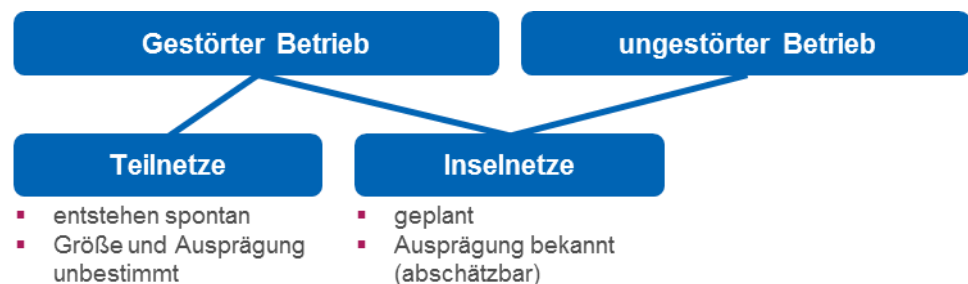 Gestörter Betrieb
ungestörter Betrieb
Teilnetze
Inselnetze
▪ entstehen spontan
▪ Größe und Ausprägung
unbestimmt
▪ geplant
▪ Ausprägung bekannt
(abschätzbar)